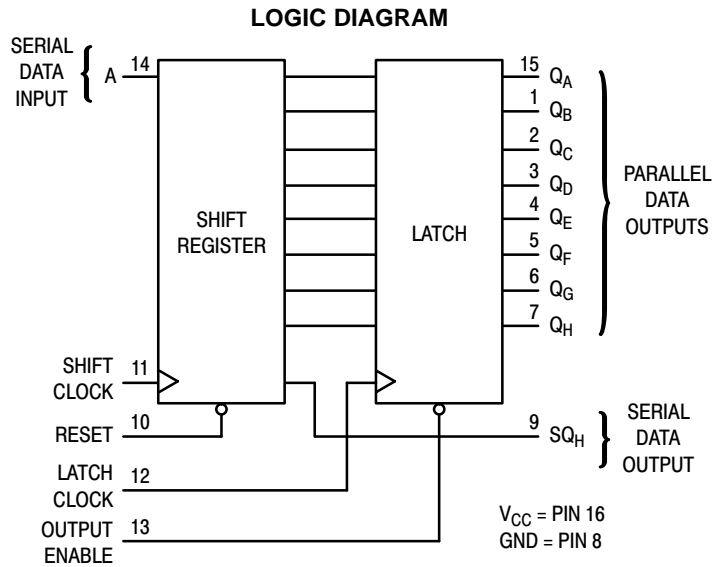 LOGIC DIAGRAM
SERIAL
DATA
INPUT
A
14
SHIFT
REGISTER
LATCH
15 QA
1 QB
2 QC
3 QD
4 QE
5 QF
6 QG
7 QH
PARALLEL
DATA
OUTPUTS
SHIFT
CLOCK
11
RESET
10
LATCH
CLOCK
12
OUTPUT
ENABLE
13
9 SQH
SERIAL
DATA
OUTPUT
VCC = PIN 16
GND = PIN 8